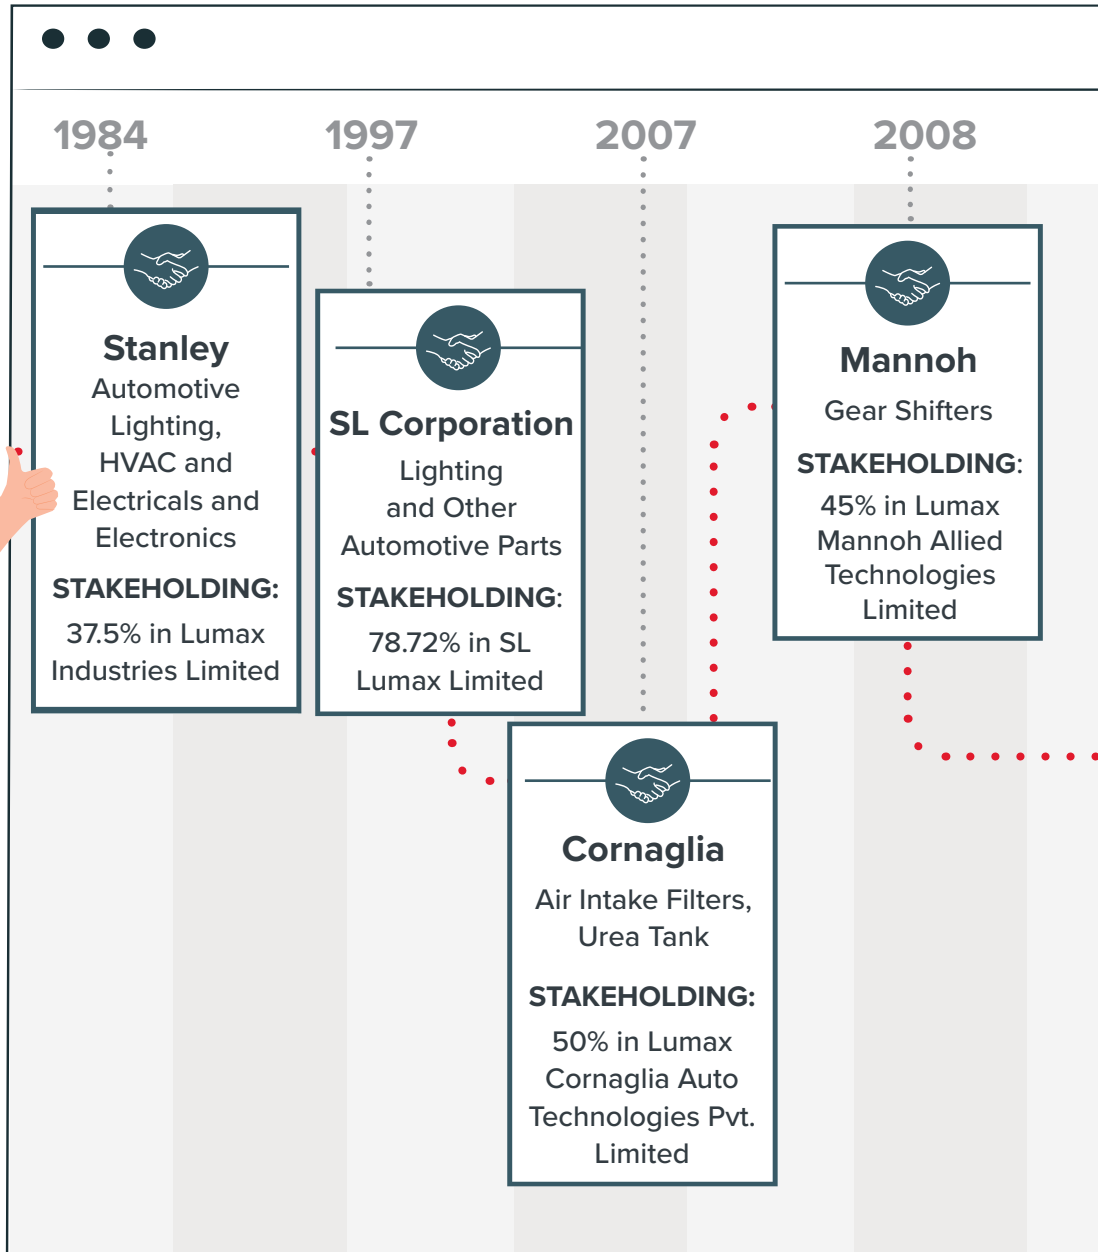 1984
1997
2007
2008
Stanley
Automotive
Lighting,
HVAC and
Electricals and
Electronics
STAKEHOLDING:
37.5% in Lumax
Industries Limited
SL Corporation
Lighting
and Other
Automotive Parts
STAKEHOLDING:
78.72% in SL
Lumax Limited
Cornaglia
Air Intake Filters,
Urea Tank
STAKEHOLDING:
50% in Lumax
Cornaglia Auto
Technologies Pvt.
Limited
Mannoh
Gear Shifters
STAKEHOLDING:
45% in Lumax
Mannoh Allied
Technologies
Limited